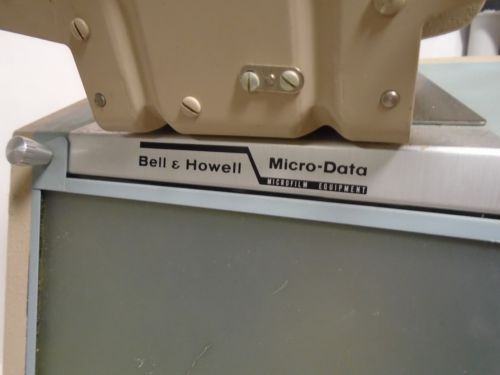 Bell & Howell Micro-Data
MICROFILM EQUIPMENT